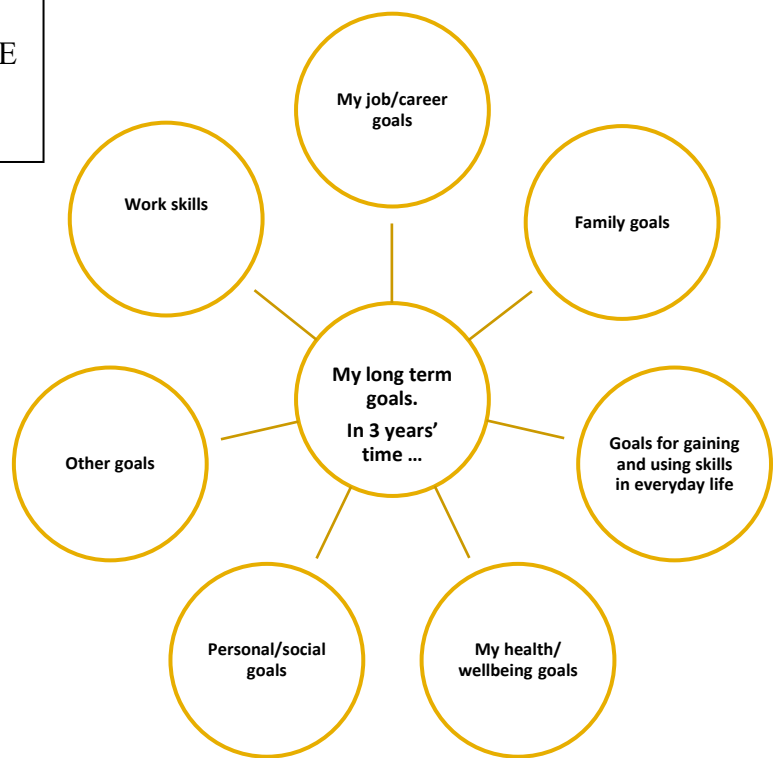 My job/career
goals
Work skills
Family goals
My long term
goals.
In 3 years’
time …
Other goals
Goals for gaining
and using skills
in everyday life
Personal/social
goals
My health/
wellbeing goals